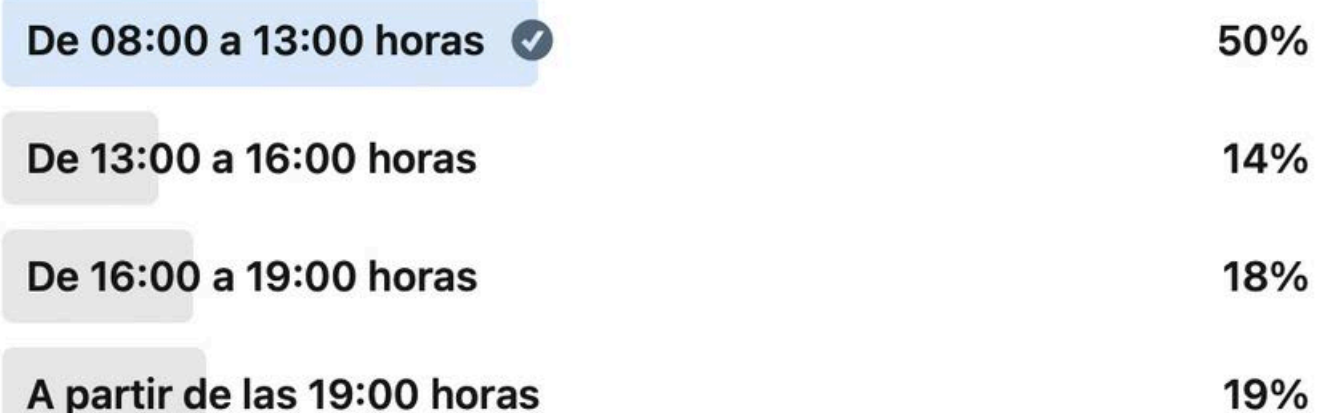 De 08:00 a 13:00 horas 50%
De 13:00 a 16:00 horas 14%
De 16:00 a 19:00 horas 18%
A partir de las 19:00 horas 19%